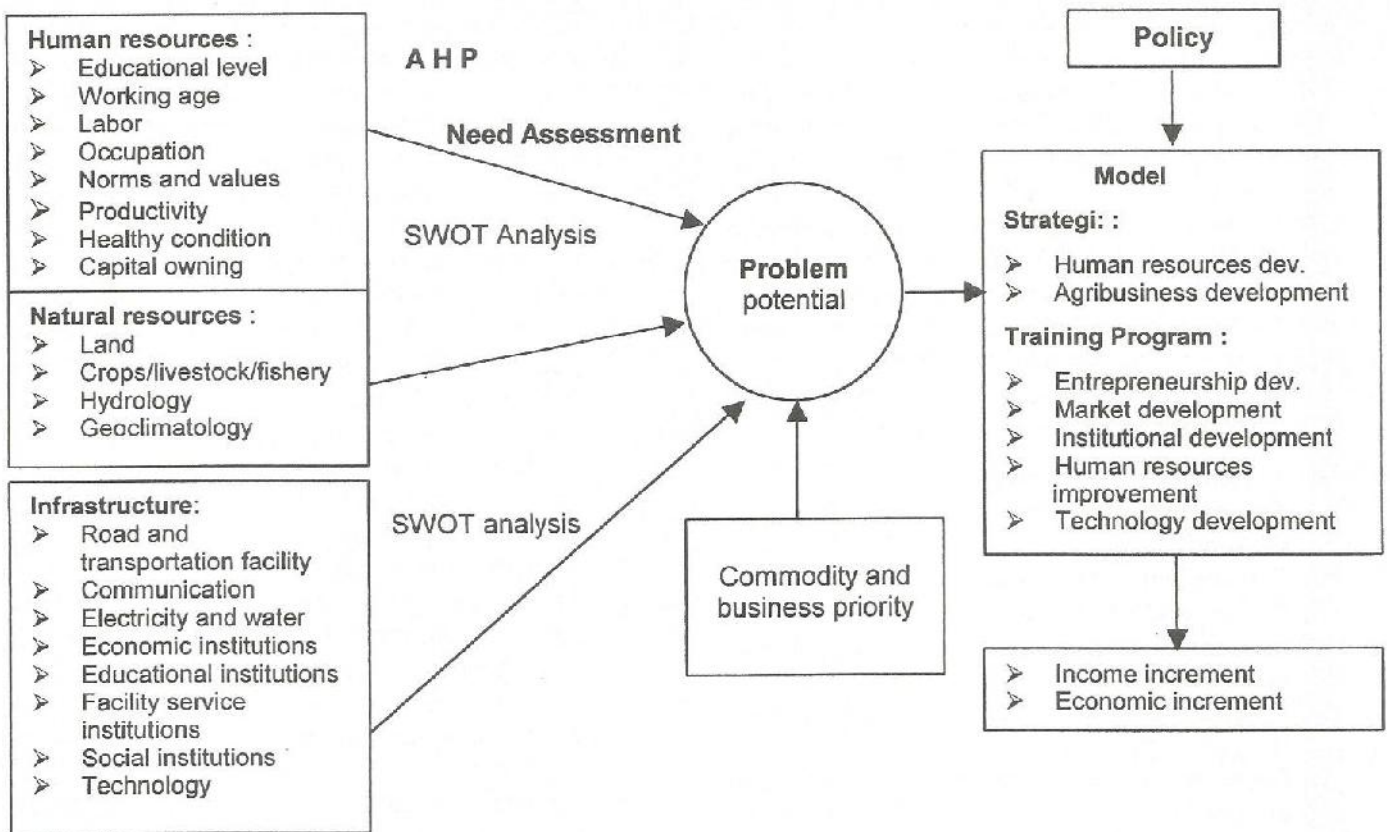 Human resources :
➢ Educational level
➢ Working age
➢ Labor
➢ Occupation
➢ Norms and values
➢ Productivity
➢ Healthy condition
➢ Capital owning
Natural resources :
➢ Land
➢ Crops/livestock/fishery
➢ Hydrology
➢ Geoclimatology
Infrastructure:
➢ Road and
transportation facility
➢ Communication
➢ Electricity and water
➢ Economic institutions
➢ Educational institutions
➢ Facility service
institutions
➢ Social institutions
➢ Technology
A H P
Need Assessment
SWOT Analysis
SWOT analysis
Problem
potential
Commodity and
business priority
Policy
Model
Strategi: :
➢ Human resources dev.
➢ Agribusiness development
Training Program :
➢ Entrepreneurship dev.
➢ Market development
➢ Institutional development
➢ Human resources
improvement
➢ Technology development
➢ Income increment
➢ Economic increment